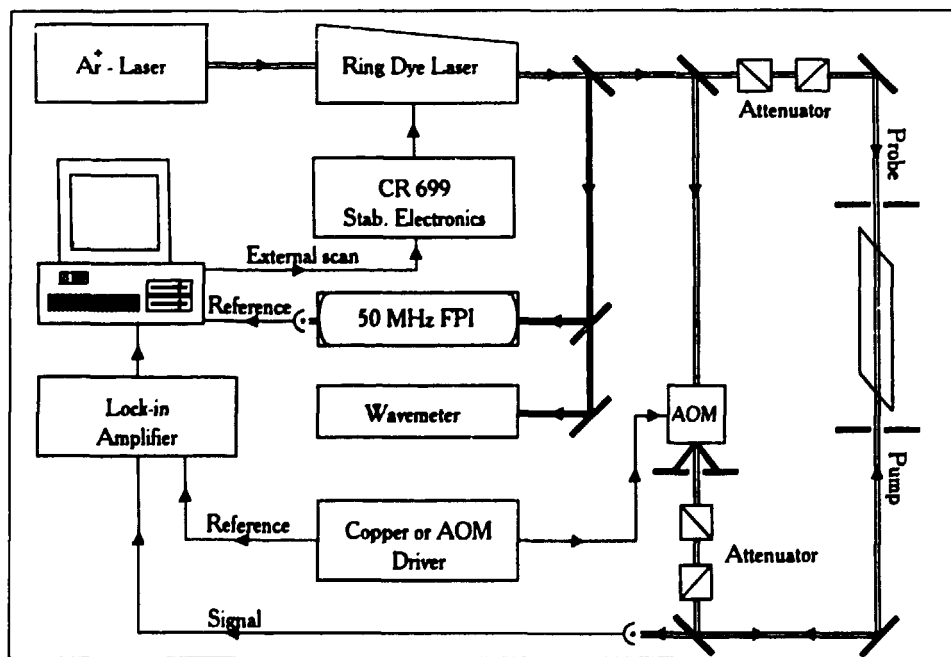 Ar+ - Laser
Ring Dye Laser
Attenuator
Probe
CR 699
Stab. Electronics
External scan
Reference
50 MHz FPI
Lock-in
Amplifier
Wavemeter
AOM
Pump
Reference
Copper or AOM
Driver
Attenuator
Signal